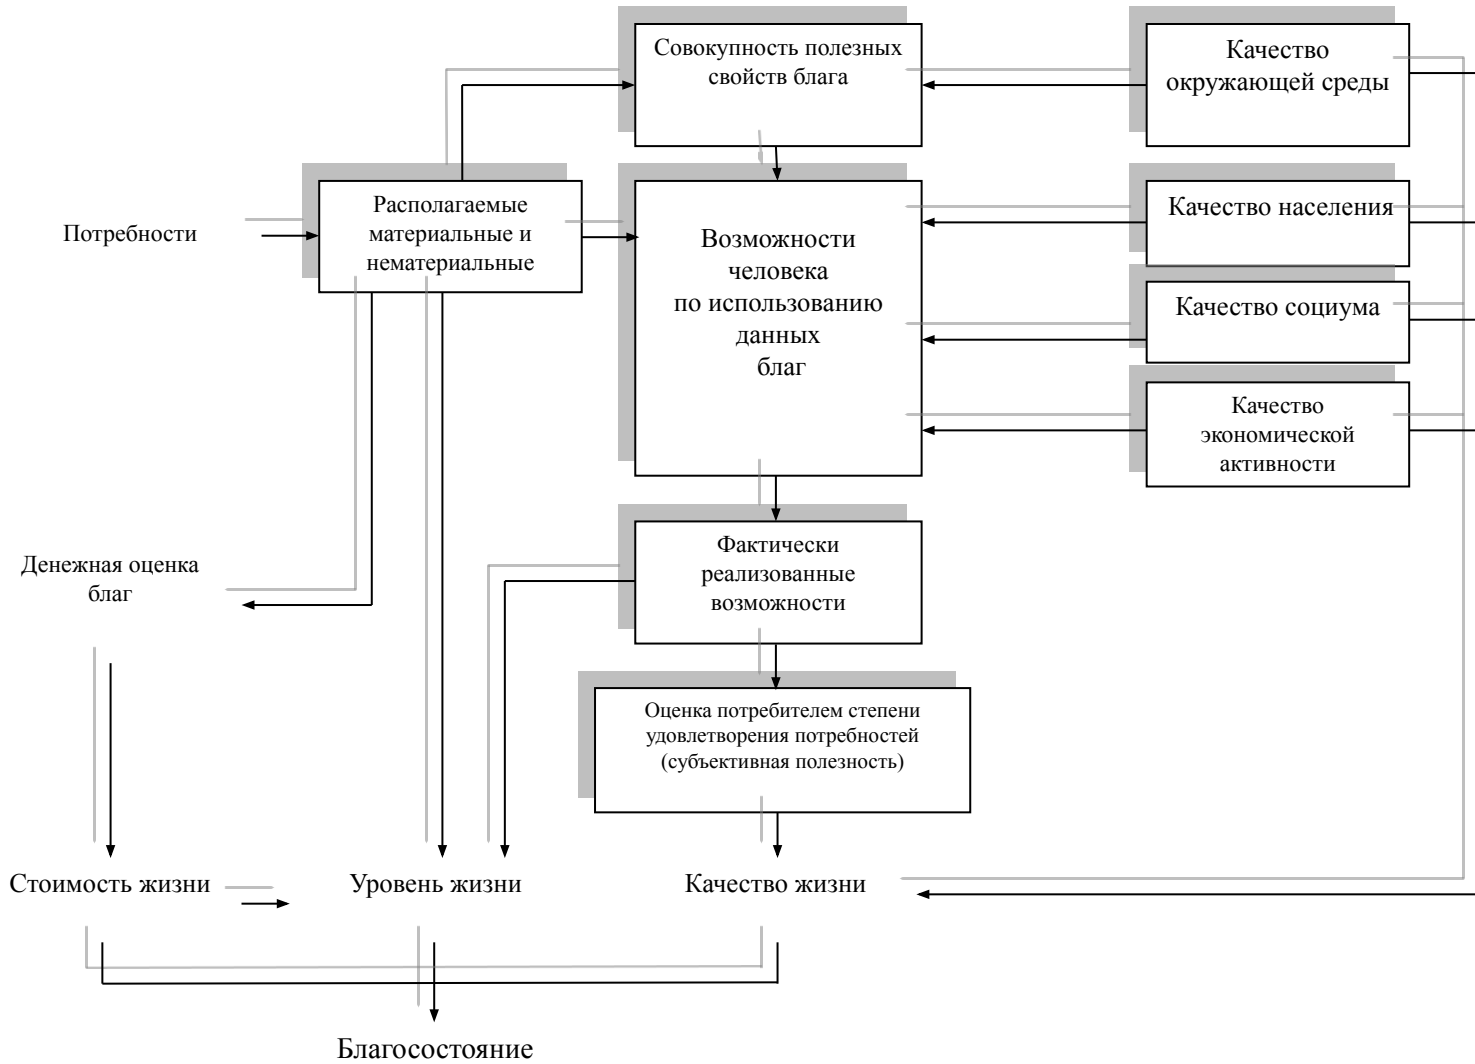 Совокупность полезных
свойств блага
Качество
окружающей среды
Потребности
Располагаемые
материальные и
нематериальные
Возможности
человека
по использованию
данных
благ
Качество населения
Качество социума
Качество
экономической
активности
Денежная оценка
благ
Фактически
реализованные
возможности
Оценка потребителем степени
удовлетворения потребностей
(субъективная полезность)
Стоимость жизни
Уровень жизни
Качество жизни
Благосостояние